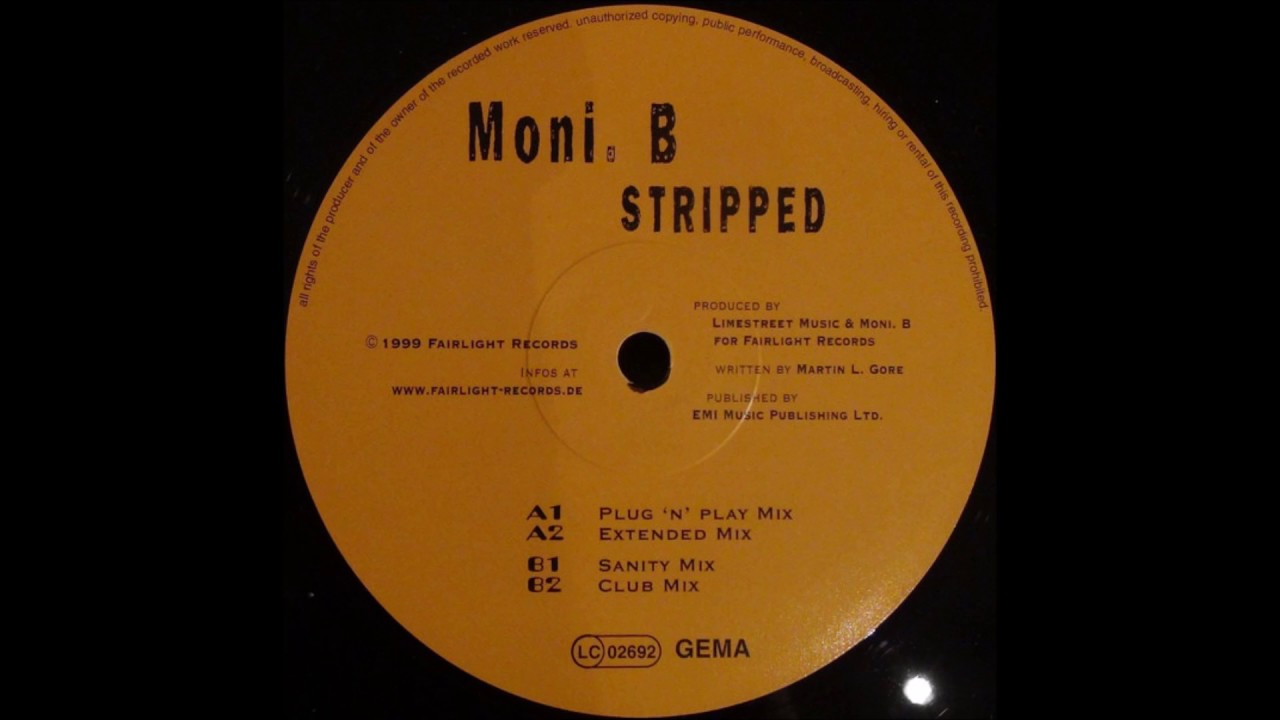 all rights of the producer and of the owner of the recorded work reserved. unauthorized copying, public performance, broadcasting, hiring or rental of this recording prohibited.
Moni. B
STRIPPED
PRODUCED BY
LIMESTREET MUSIC & MONI. B
FOR FAIRLIGHT RECORDS
WRITTEN BY MARTIN L. GORE
PUBLISHED BY
EMI MUSIC PUBLISHING LTD.
©1999 FAIRLIGHT RECORDS
INFOS AT
WWW.FAIRLIGHT-RECORDS.DE
A1 PLUG ‘N’ PLAY MIX
A2 EXTENDED MIX
B1 SANITY MIX
B2 CLUB MIX
LC 02692 GEMA